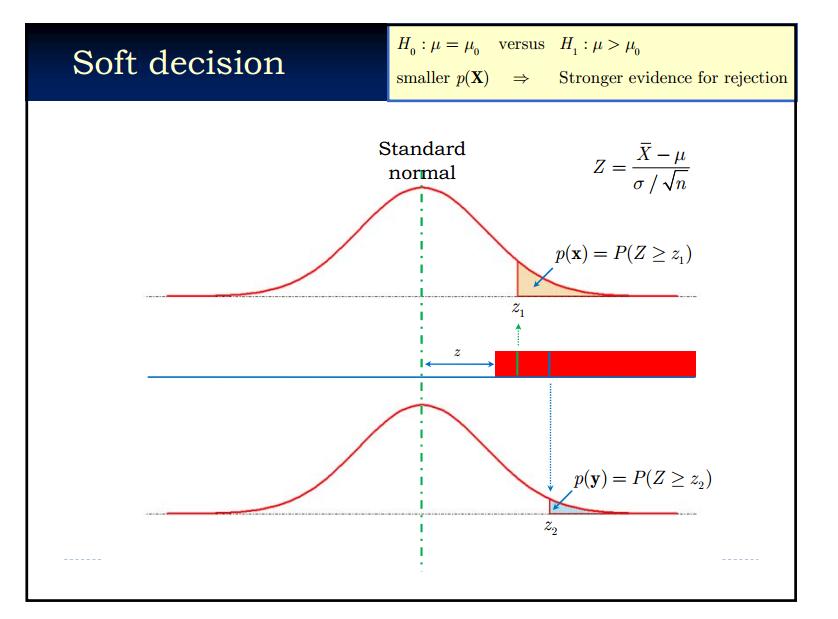 Soft decision
H₀ : μ = μ₀ versus H₁ : μ > μ₀
smaller p(X) ⇒ Stronger evidence for rejection
Standard
normal
Z = (X̄ − μ) / (σ / √n)
p(x) = P(Z ≥ z₁)
z₁
z
p(y) = P(Z ≥ z₂)
z₂